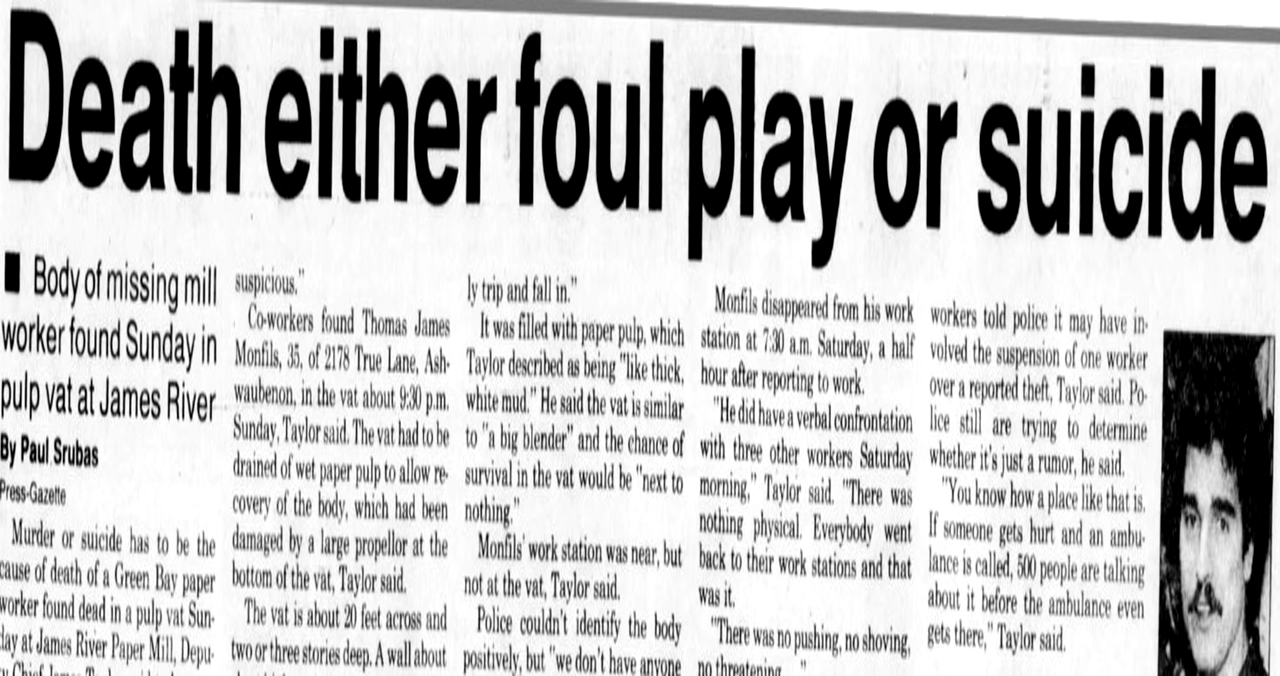 Death either foul play or suicide
■ Body of missing mill
worker found Sunday in
pulp vat at James River
By Paul Srubas
Press-Gazette
Murder or suicide has to be the
cause of death of a Green Bay paper
worker found dead in a pulp vat Sun-
day at James River Paper Mill, Depu-
suspicious."
Co-workers found Thomas James
Monfils, 35, of 2178 True Lane, Ash-
waubenon, in the vat about 9:30 p.m.
Sunday, Taylor said. The vat had to be
drained of wet paper pulp to allow re-
covery of the body, which had been
damaged by a large propellor at the
bottom of the vat, Taylor said.
The vat is about 20 feet across and
two or three stories deep. A wall about
ly trip and fall in."
It was filled with paper pulp, which
Taylor described as being "like thick,
white mud." He said the vat is similar
to "a big blender" and the chance of
survival in the vat would be "next to
nothing."
Monfils' work station was near, but
not at the vat, Taylor said.
Police couldn't identify the body
positively, but "we don't have anyone
Monfils disappeared from his work
station at 7:30 a.m. Saturday, a half
hour after reporting to work.
"He did have a verbal confrontation
with three other workers Saturday
morning," Taylor said. "There was
nothing physical. Everybody went
back to their work stations and that
was it.
"There was no pushing, no shoving,
no threatening
workers told police it may have in-
volved the suspension of one worker
over a reported theft, Taylor said. Po-
lice still are trying to determine
whether it's just a rumor, he said.
"You know how a place like that is.
If someone gets hurt and an ambu-
lance is called, 500 people are talking
about it before the ambulance even
gets there," Taylor said.